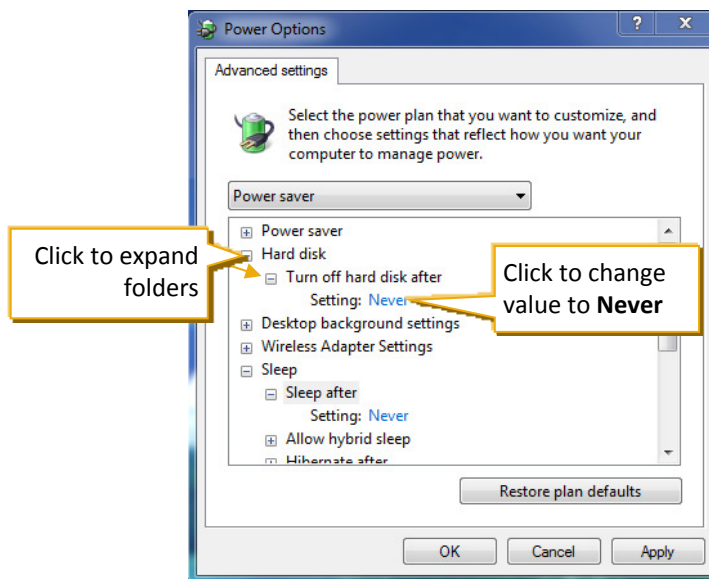 Power Options
Advanced settings
Select the power plan that you want to customize, and
then choose settings that reflect how you want your
computer to manage power.
Power saver
Power saver
Hard disk
Turn off hard disk after
Setting: Never
Desktop background settings
Wireless Adapter Settings
Sleep
Sleep after
Setting: Never
Allow hybrid sleep
Hibernate after
Click to expand
folders
Click to change
value to Never
Restore plan defaults
OK
Cancel
Apply